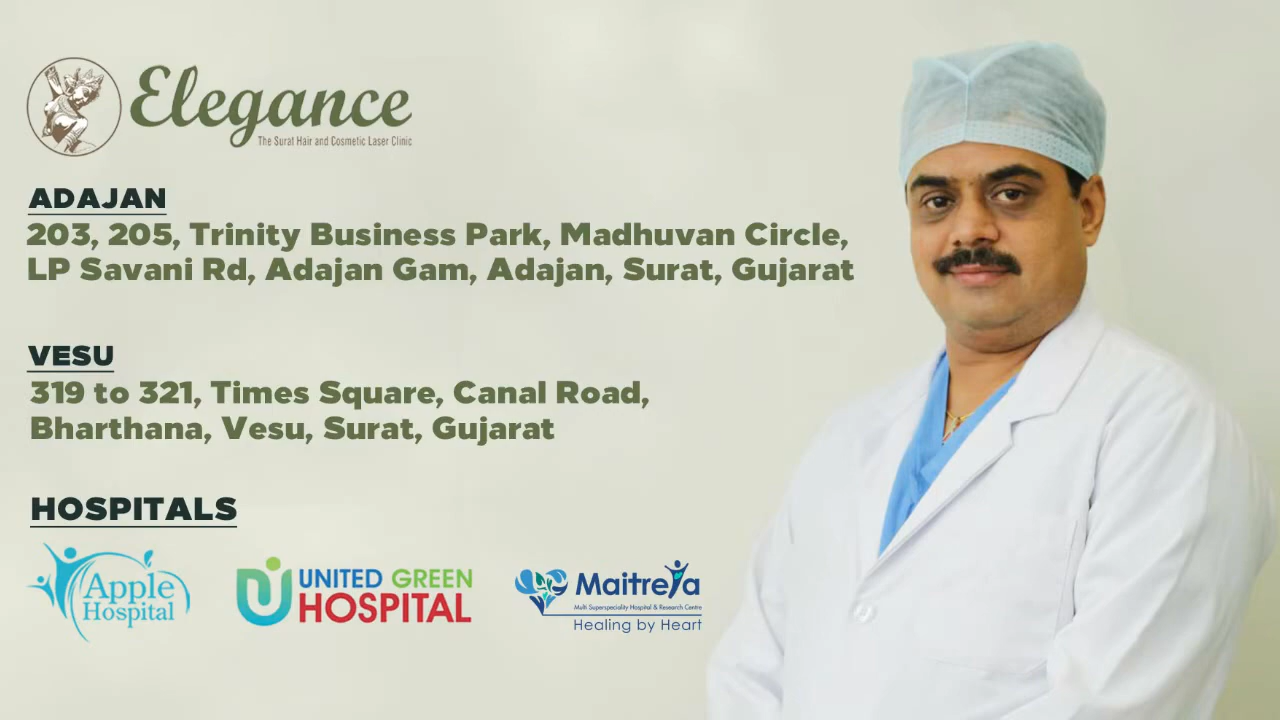 Elegance
The Surat Hair and Cosmetic Laser Clinic
ADAJAN
203, 205, Trinity Business Park, Madhuvan Circle,
LP Savani Rd, Adajan Gam, Adajan, Surat, Gujarat
VESU
319 to 321, Times Square, Canal Road,
Bharthana, Vesu, Surat, Gujarat
HOSPITALS
Apple
Hospital
UNITED GREEN
HOSPITAL
Maitreya
Multi Superspeciality Hospital & Research Centre
Healing by Heart